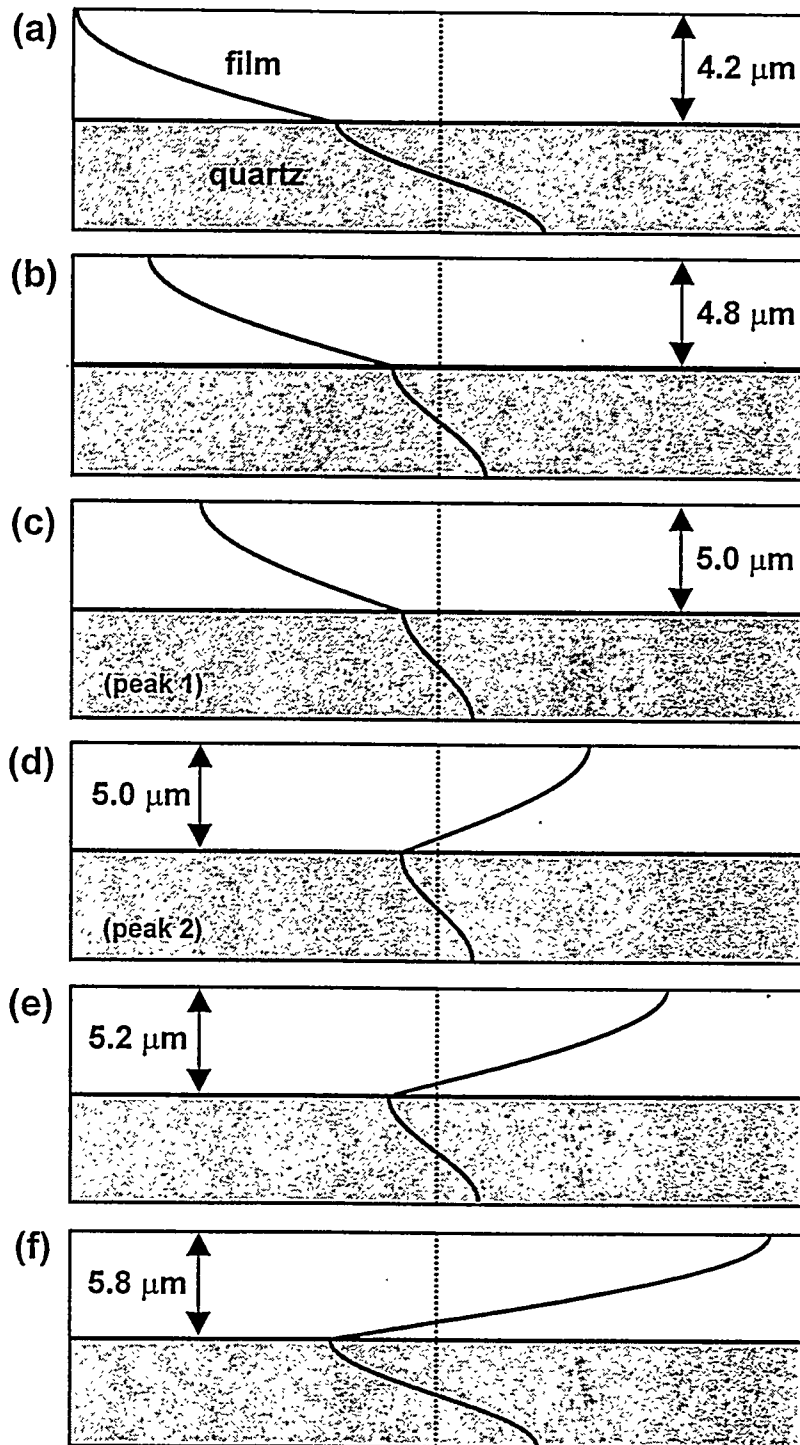 (a)
film
4.2 µm
quartz
(b)
4.8 µm
(c)
5.0 µm
(peak 1)
(d)
5.0 µm
(peak 2)
(e)
5.2 µm
(f)
5.8 µm